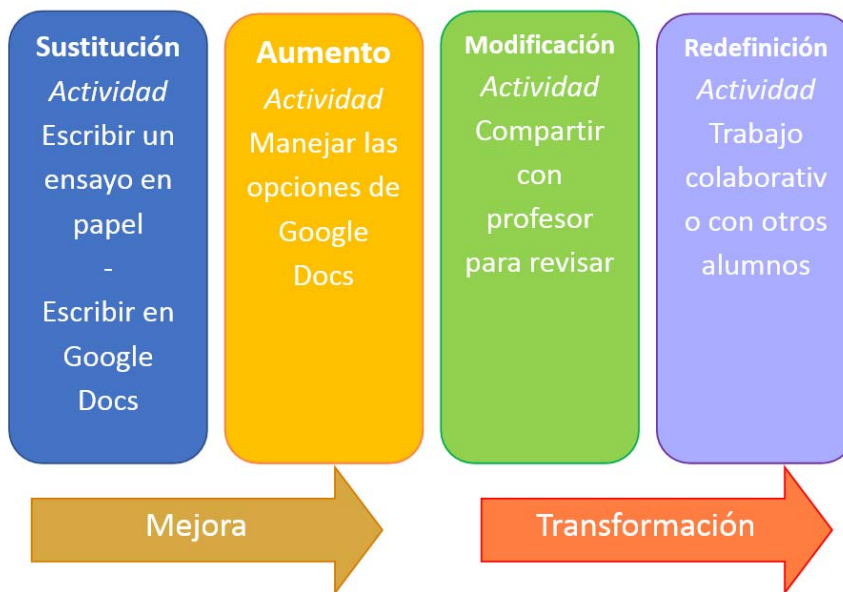 Sustitución
Actividad
Escribir un
ensayo en
papel
-
Escribir en
Google
Docs
Aumento
Actividad
Manejar las
opciones de
Google
Docs
Modificación
Actividad
Compartir
con
profesor
para revisar
Redefinición
Actividad
Trabajo
colaborativ
o con otros
alumnos
Mejora
Transformación